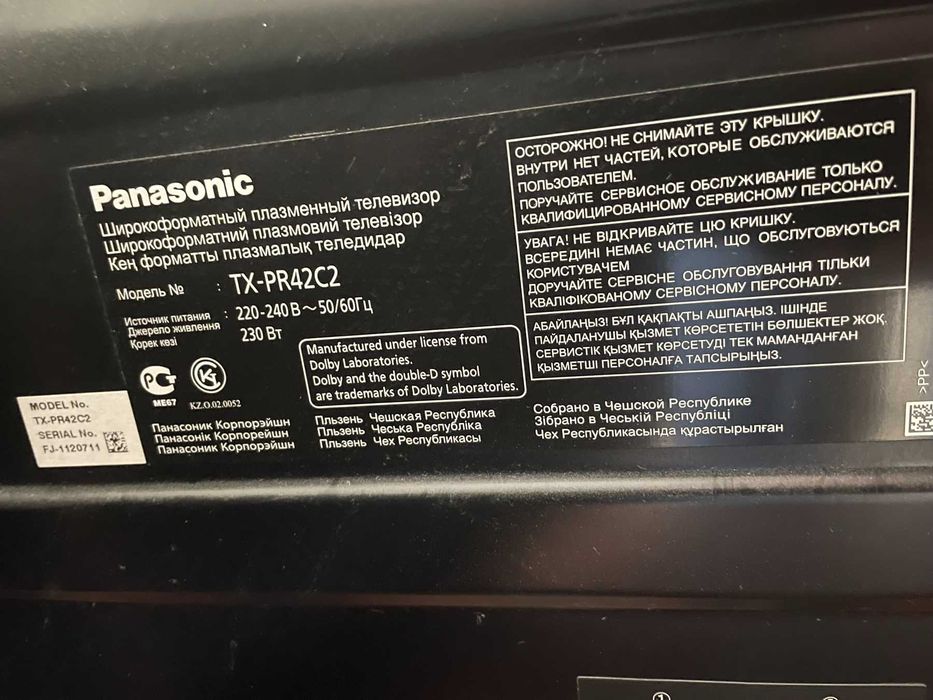 Panasonic
Широкоформатный плазменный телевизор
Широкоформатний плазмовий телевізор
Кең форматты плазмалық теледидар
Модель № : TX-PR42C2
Источник питания
Джерело живлення : 220-240 В ~ 50/60Гц
Қорек көзі
230 Вт
Manufactured under license from
Dolby Laboratories.
Dolby and the double-D symbol
are trademarks of Dolby Laboratories.
РСТ
ME67
KZ.O.02.0052
MODEL No.
TX-PR42C2
SERIAL No.
FJ-1120711
Панасоник Корпорэйшн
Панасонік Корпорейшн
Панасоник Корпорэйшн
Пльзень Чешская Республика
Пльзень Чеська Республіка
Пльзень Чех Республикасы
ОСТОРОЖНО! НЕ СНИМАЙТЕ ЭТУ КРЫШКУ.
ВНУТРИ НЕТ ЧАСТЕЙ, КОТОРЫЕ ОБСЛУЖИВАЮТСЯ
ПОЛЬЗОВАТЕЛЕМ.
ПОРУЧАЙТЕ СЕРВИСНОЕ ОБСЛУЖИВАНИЕ ТОЛЬКО
КВАЛИФИЦИРОВАННОМУ СЕРВИСНОМУ ПЕРСОНАЛУ.
УВАГА! НЕ ВІДКРИВАЙТЕ ЦЮ КРИШКУ.
ВСЕРЕДИНІ НЕМАЄ ЧАСТИН, ЩО ОБСЛУГОВУЮТЬСЯ
КОРИСТУВАЧЕМ
ДОРУЧАЙТЕ СЕРВІСНЕ ОБСЛУГОВУВАННЯ ТІЛЬКИ
КВАЛІФІКОВАНОМУ СЕРВІСНОМУ ПЕРСОНАЛУ.
АБАЙЛАҢЫЗ! БҰЛ ҚАҚПАҚТЫ АШПАҢЫЗ. ІШІНДЕ
ПАЙДАЛАНУШЫ ҚЫЗМЕТ КӨРСЕТЕТІН БӨЛШЕКТЕР ЖОҚ.
СЕРВИСТІК ҚЫЗМЕТ КӨРСЕТУДІ ТЕК МАМАНДАНҒАН
ҚЫЗМЕТШІ ПЕРСОНАЛҒА ТАПСЫРЫҢЫЗ.
Собрано в Чешской Республике
Зібрано в Чеській Республіці
Чех Республикасында құрастырылған
>PP<